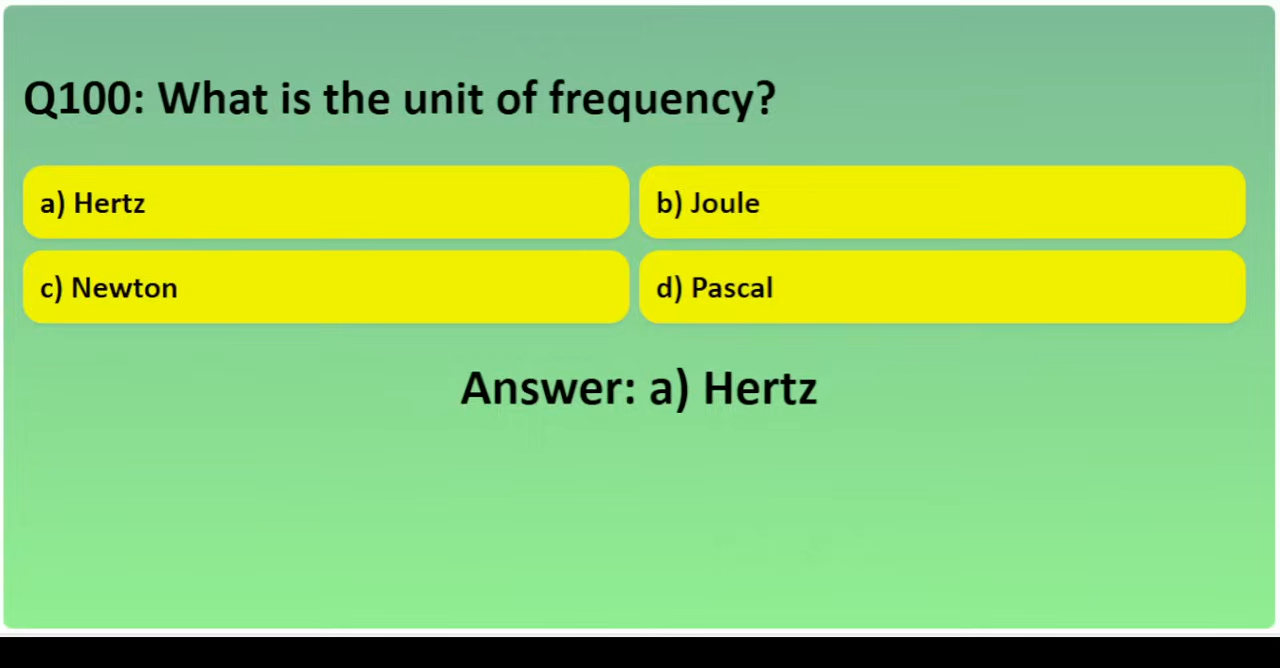 Q100: What is the unit of frequency?
a) Hertz
b) Joule
c) Newton
d) Pascal
Answer: a) Hertz